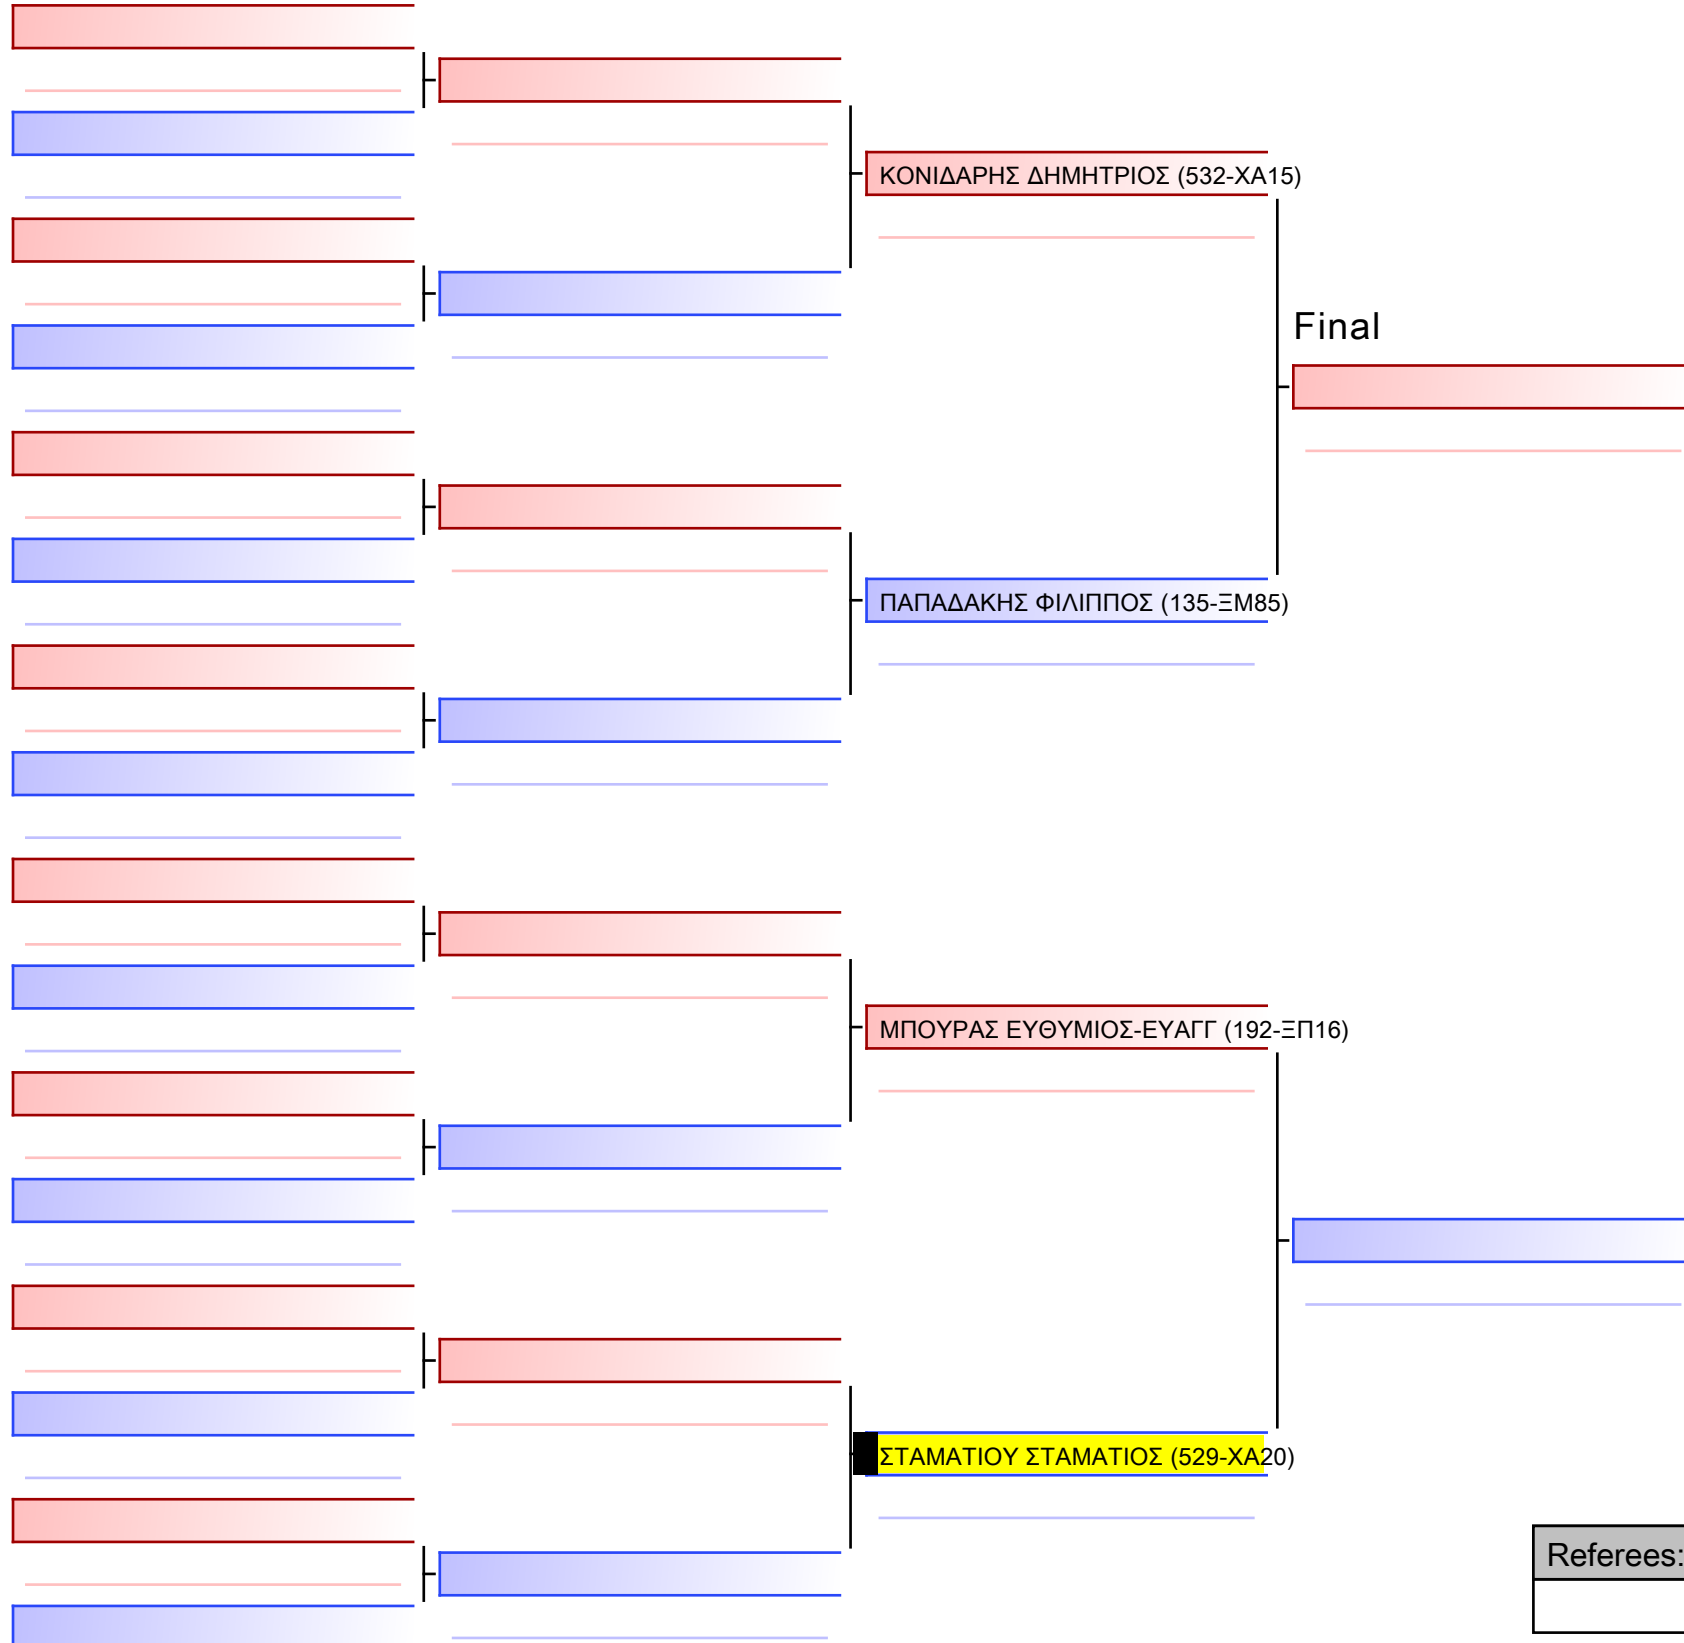 ΚΟΝΙΔΑΡΗΣ ΔΗΜΗΤΡΙΟΣ (532-ΧΑ15)
Final
ΠΑΠΑΔΑΚΗΣ ΦΙΛΙΠΠΟΣ (135-ΞΜ85)
ΜΠΟΥΡΑΣ ΕΥΘΥΜΙΟΣ-ΕΥΑΓΓ (192-ΞΠ16)
ΣΤΑΜΑΤΙΟΥ ΣΤΑΜΑΤΙΟΣ (529-ΧΑ20)
Referees: